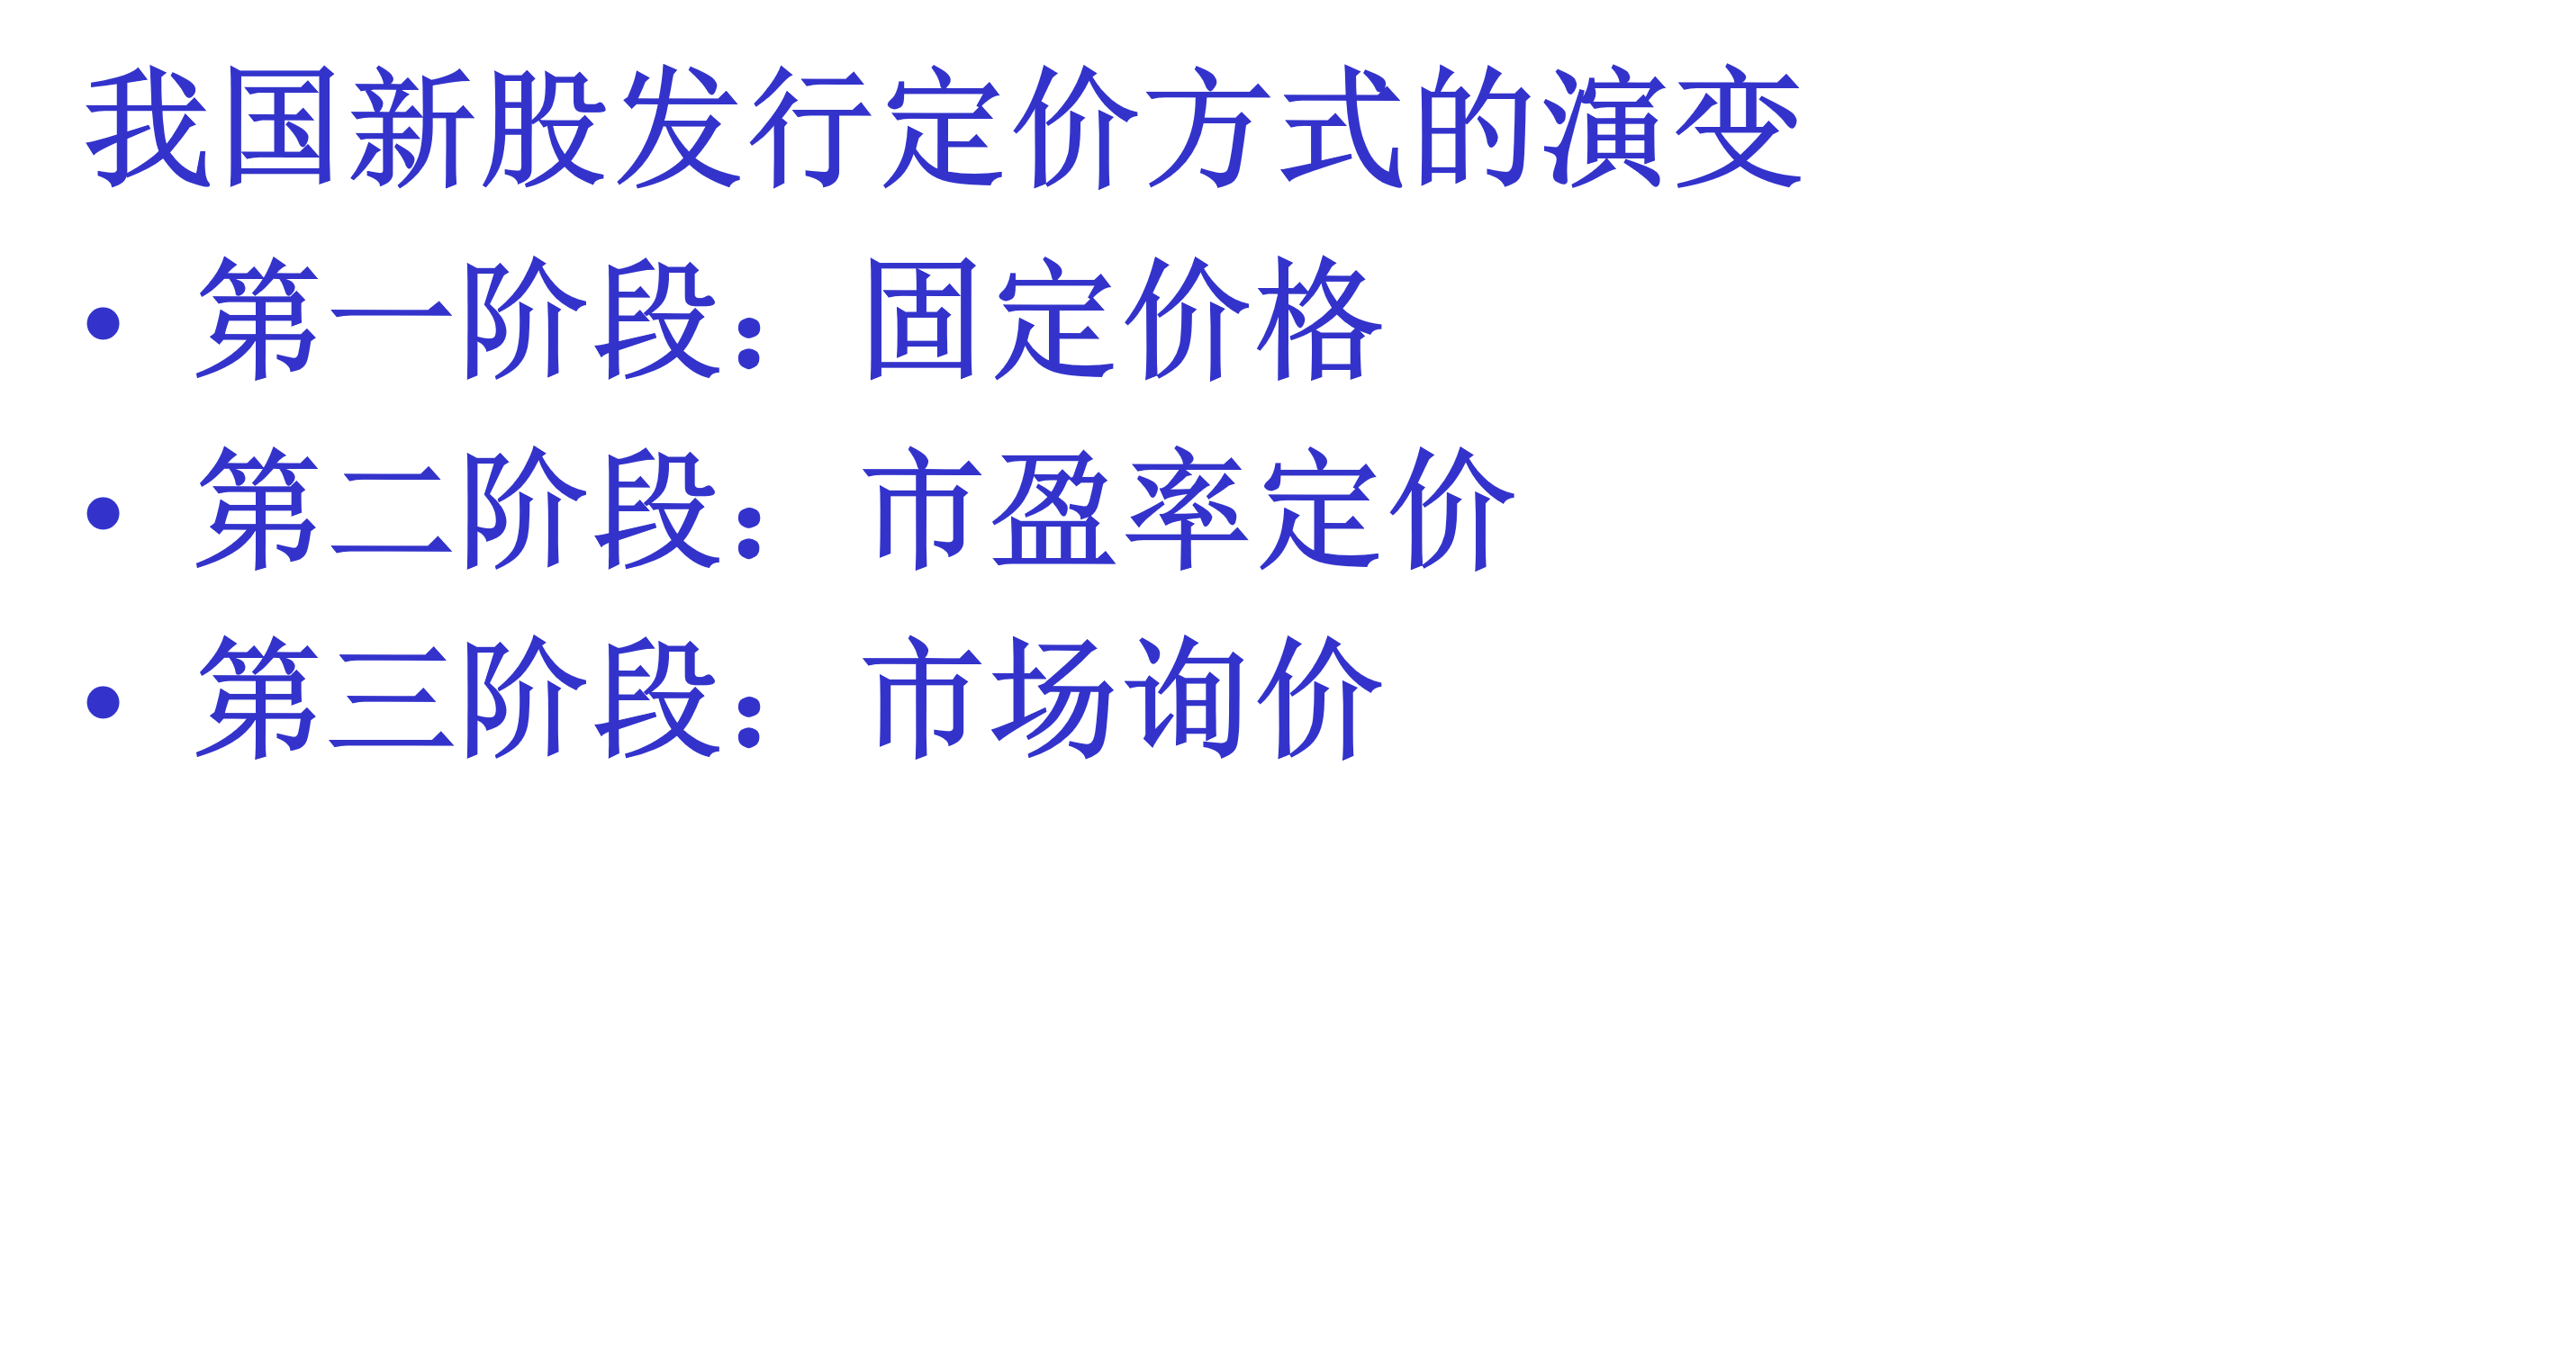 我国新股发行定价方式的演变
• 第一阶段：固定价格
• 第二阶段：市盈率定价
• 第三阶段：市场询价